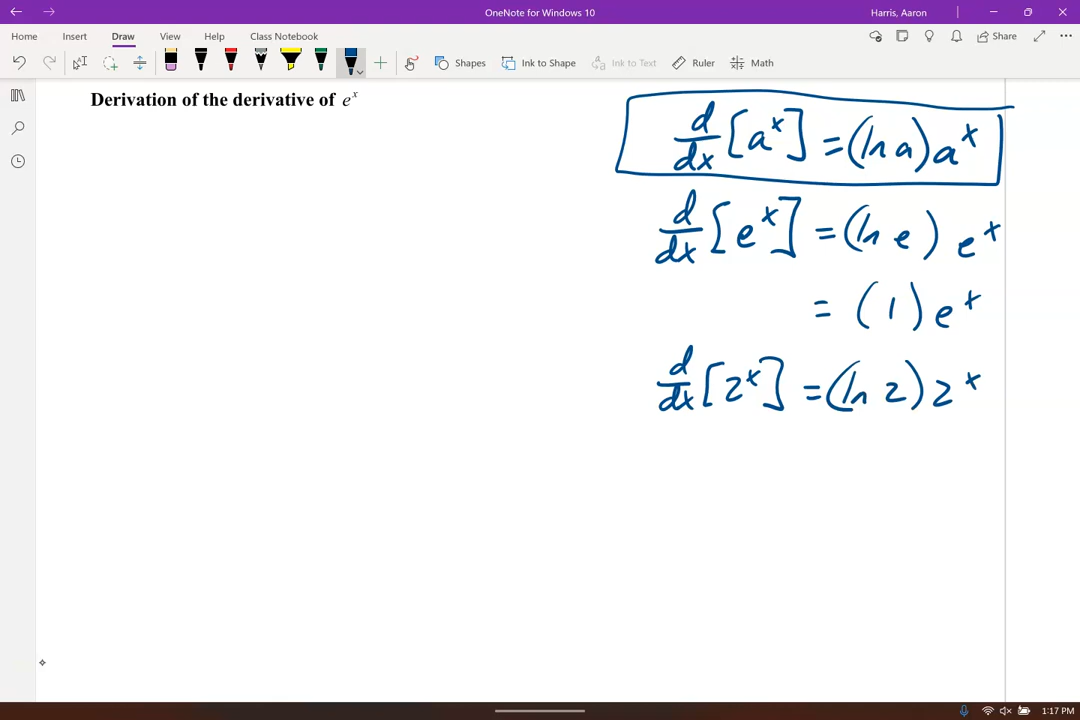 OneNote for Windows 10
Harris, Aaron
Home Insert Draw View Help Class Notebook
Share
Shapes Ink to Shape Ink to Text Ruler Math
Derivation of the derivative of e^x
d/dx [a^x] = (ln a) a^x
d/dx [e^x] = (ln e) e^x
= (1) e^x
d/dx [2^x] = (ln 2) 2^x
1:17 PM